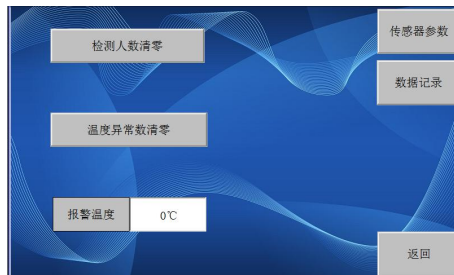 传感器参数
检测人数清零
数据记录
温度异常数清零
报警温度 0℃
返回